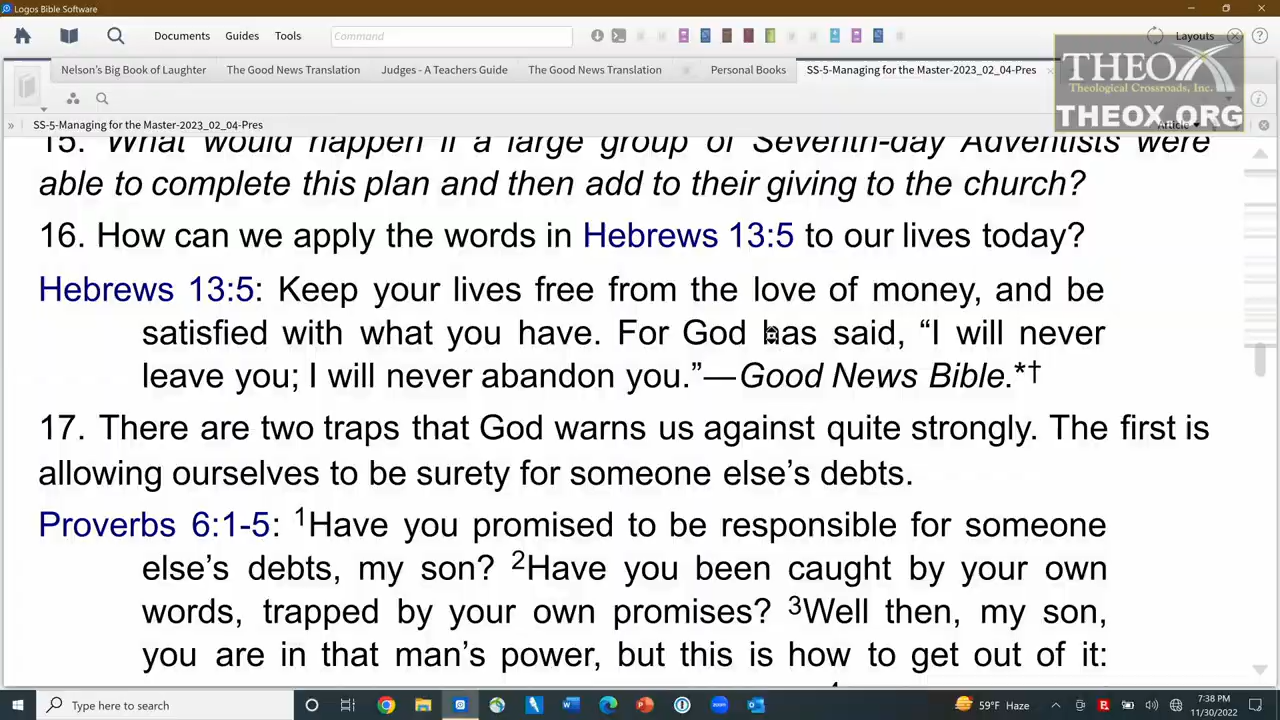 Logos Bible Software
Documents Guides Tools Command Layouts
Nelson's Big Book of Laughter The Good News Translation Judges - A Teachers Guide The Good News Translation Personal Books SS-5-Managing for the Master-2023_02_04-Pres
THEOX
Theological Crossroads, Inc.
THEOX.ORG
SS-5-Managing for the Master-2023_02_04-Pres Article
15. What would happen if a large group of Seventh-day Adventists were
able to complete this plan and then add to their giving to the church?
16. How can we apply the words in Hebrews 13:5 to our lives today?
Hebrews 13:5: Keep your lives free from the love of money, and be
satisfied with what you have. For God has said, “I will never
leave you; I will never abandon you.”—Good News Bible.*†
17. There are two traps that God warns us against quite strongly. The first is
allowing ourselves to be surety for someone else’s debts.
Proverbs 6:1-5: 1Have you promised to be responsible for someone
else’s debts, my son? 2Have you been caught by your own
words, trapped by your own promises? 3Well then, my son,
you are in that man’s power, but this is how to get out of it:
Type here to search
59°F Haze
7:38 PM
11/30/2022